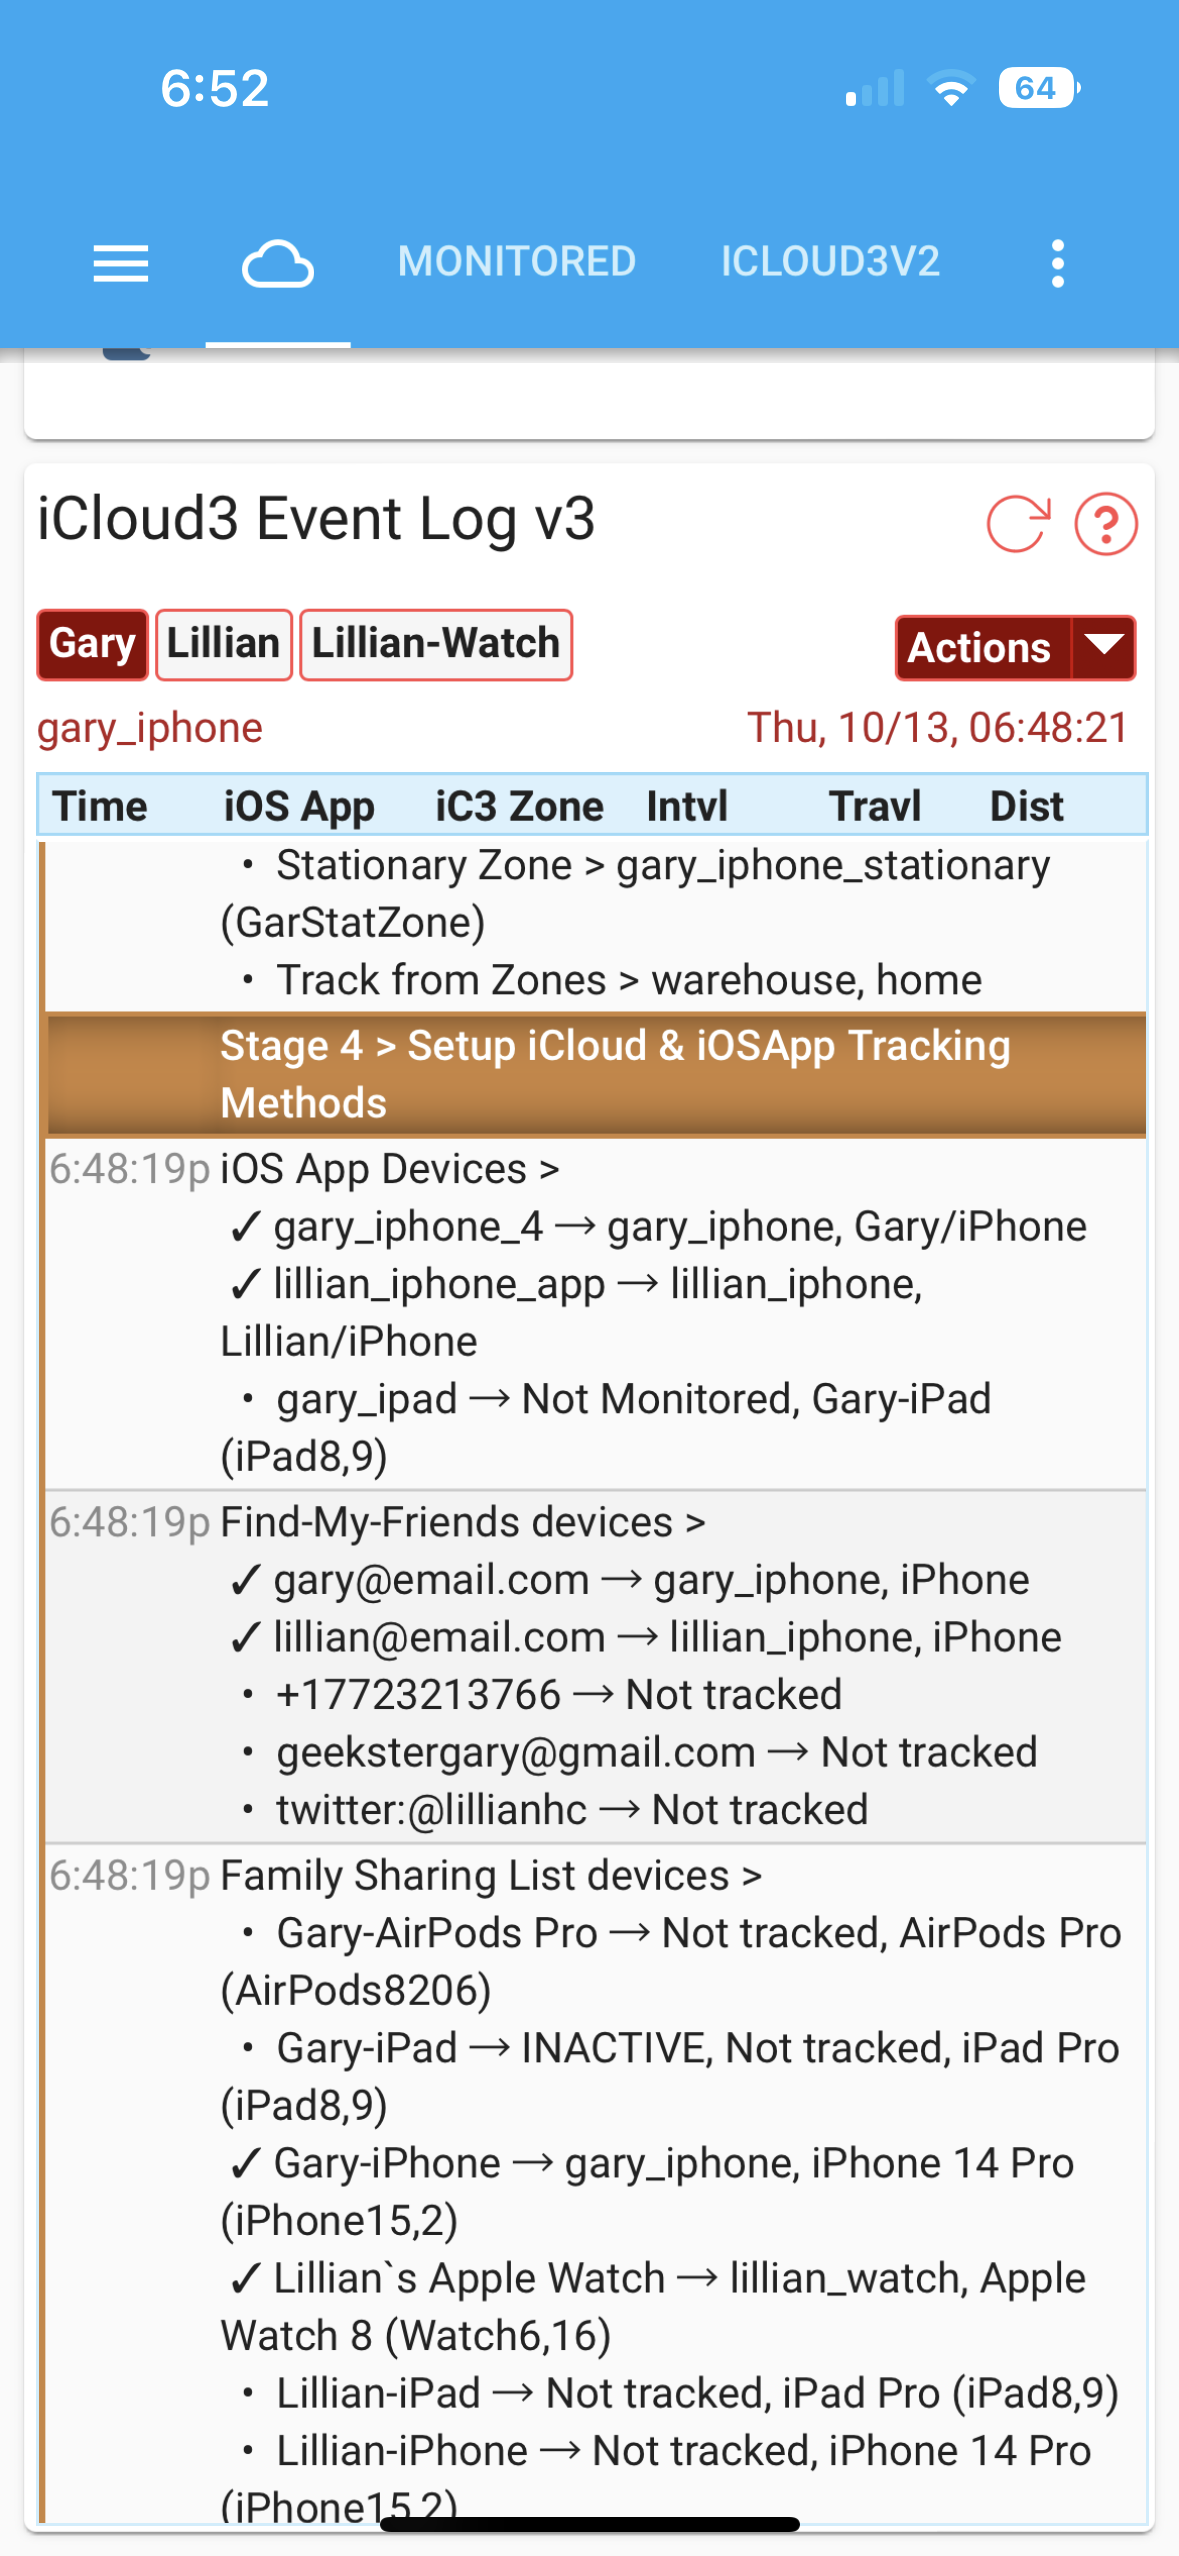 6:52
64
MONITORED ICLOUD3V2
iCloud3 Event Log v3
?
Gary Lillian Lillian-Watch Actions
gary_iphone Thu, 10/13, 06:48:21
Time iOS App iC3 Zone Intvl Travl Dist
• Stationary Zone > gary_iphone_stationary
(GarStatZone)
• Track from Zones > warehouse, home
Stage 4 > Setup iCloud & iOSApp Tracking
Methods
6:48:19p iOS App Devices >
✓ gary_iphone_4 → gary_iphone, Gary/iPhone
✓ lillian_iphone_app → lillian_iphone,
Lillian/iPhone
• gary_ipad → Not Monitored, Gary-iPad
(iPad8,9)
6:48:19p Find-My-Friends devices >
✓ gary@email.com → gary_iphone, iPhone
✓ lillian@email.com → lillian_iphone, iPhone
• +17723213766 → Not tracked
• geekstergary@gmail.com → Not tracked
• twitter:@lillianhc → Not tracked
6:48:19p Family Sharing List devices >
• Gary-AirPods Pro → Not tracked, AirPods Pro
(AirPods8206)
• Gary-iPad → INACTIVE, Not tracked, iPad Pro
(iPad8,9)
✓ Gary-iPhone → gary_iphone, iPhone 14 Pro
(iPhone15,2)
✓ Lillian`s Apple Watch → lillian_watch, Apple
Watch 8 (Watch6,16)
• Lillian-iPad → Not tracked, iPad Pro (iPad8,9)
• Lillian-iPhone → Not tracked, iPhone 14 Pro
(iPhone15,2)